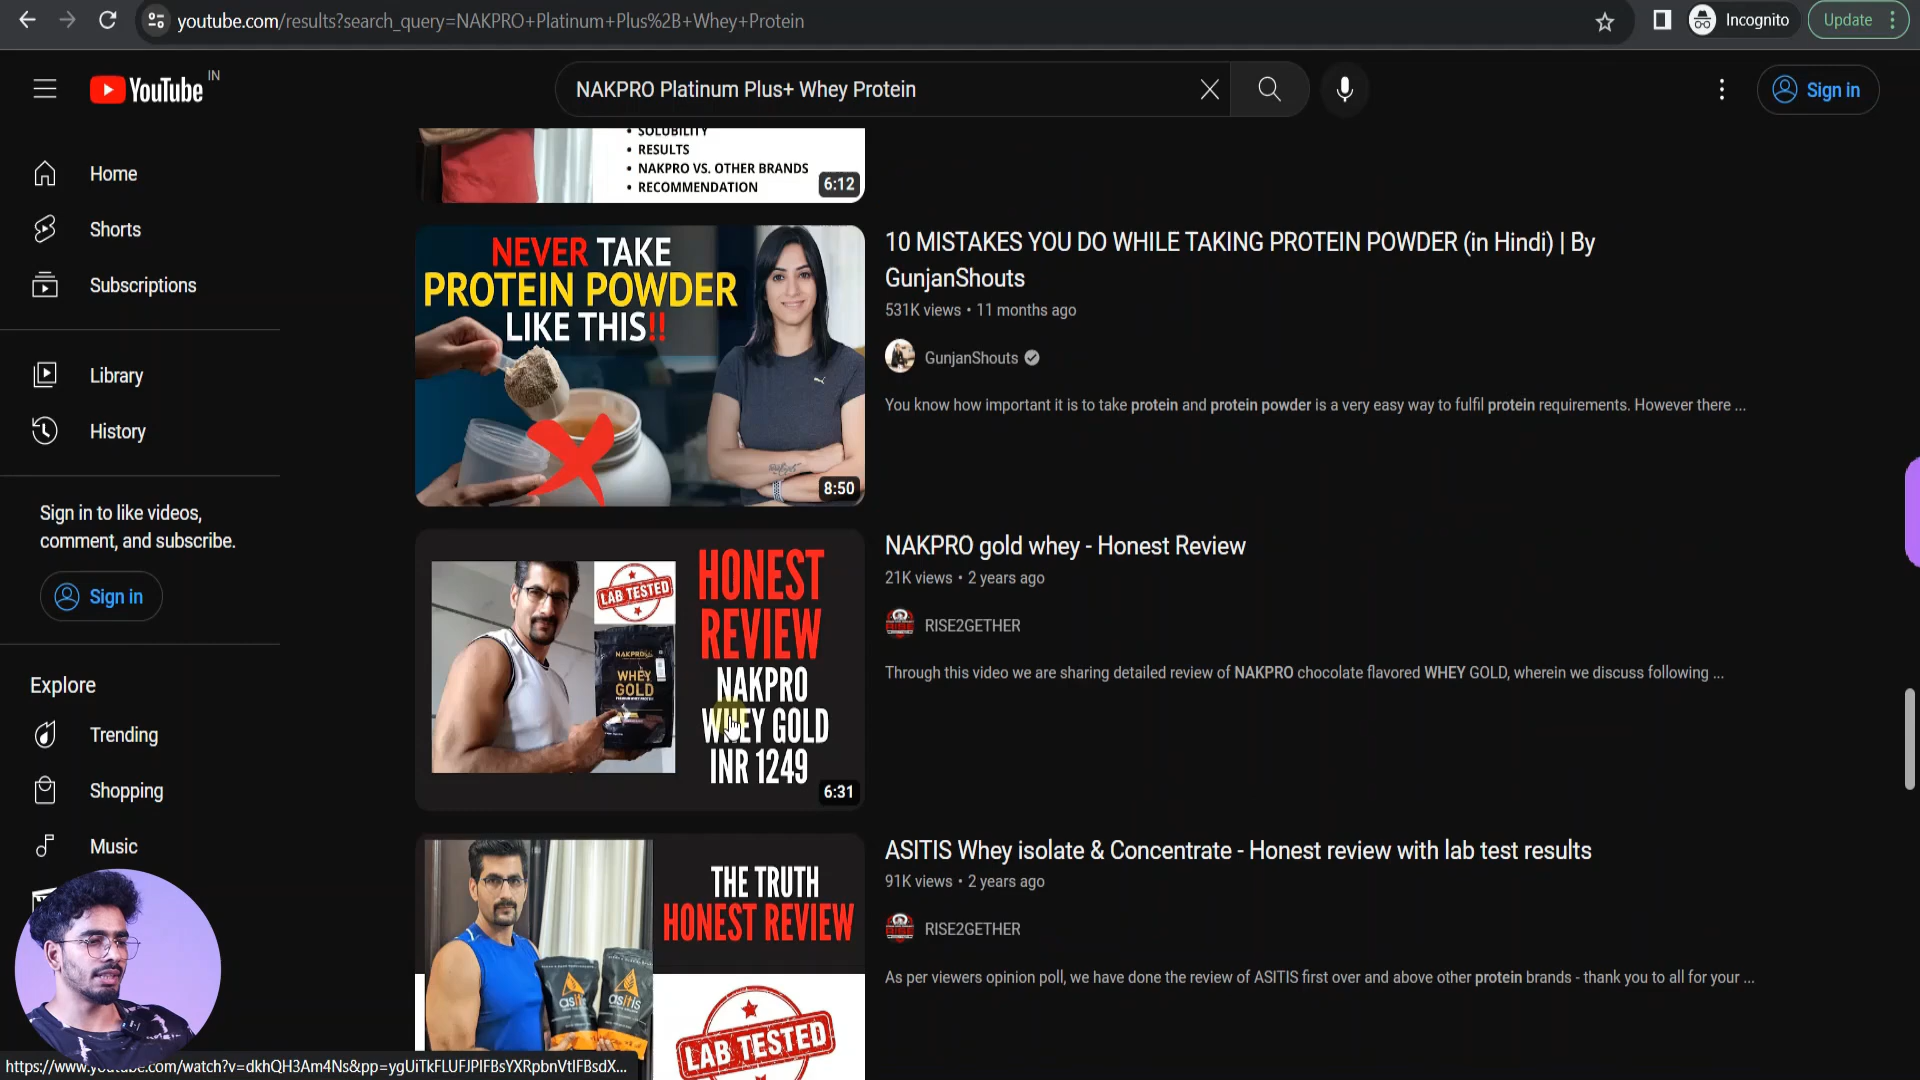 youtube.com/results?search_query=NAKPRO+Platinum+Plus%2B+Whey+Protein
Incognito
Update
YouTube
IN
NAKPRO Platinum Plus+ Whey Protein
Sign in
Home
Shorts
Subscriptions
Library
History
Sign in to like videos,
comment, and subscribe.
Sign in
Explore
Trending
Shopping
Music
• SOLUBILITY
• RESULTS
• NAKPRO VS. OTHER BRANDS
• RECOMMENDATION
6:12
NEVER TAKE
PROTEIN POWDER
LIKE THIS!!
8:50
10 MISTAKES YOU DO WHILE TAKING PROTEIN POWDER (in Hindi) | By
GunjanShouts
531K views • 11 months ago
GunjanShouts
You know how important it is to take protein and protein powder is a very easy way to fulfil protein requirements. However there ...
LAB TESTED
NAKPRO
WHEY
GOLD
HONEST
REVIEW
NAKPRO
WHEY GOLD
INR 1249
6:31
NAKPRO gold whey - Honest Review
21K views • 2 years ago
RISE2GETHER
Through this video we are sharing detailed review of NAKPRO chocolate flavored WHEY GOLD, wherein we discuss following ...
THE TRUTH
HONEST REVIEW
asitis
asitis
LAB TESTED
ASITIS Whey isolate & Concentrate - Honest review with lab test results
91K views • 2 years ago
RISE2GETHER
As per viewers opinion poll, we have done the review of ASITIS first over and above other protein brands - thank you to all for your ...
https://www.youtube.com/watch?v=dkhQH3Am4Ns&pp=ygUiTkFLUFJPIFBsYXRpbnVtIFBsdX...